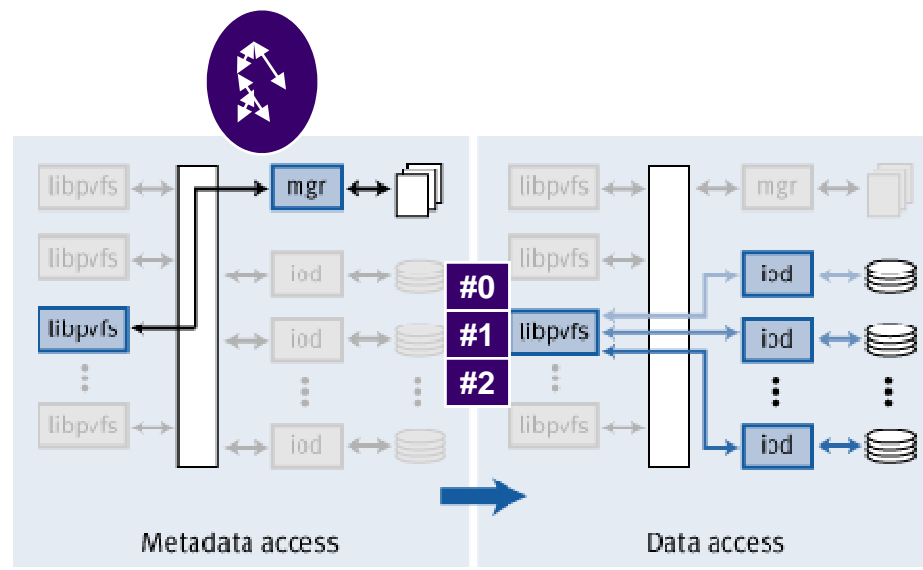 libpvfs mgr
libpvfs iod
libpvfs iod
libpvfs iod
Metadata access
#0
#1
#2
libpvfs mgr
libpvfs iod
libpvfs iod
libpvfs iod
Data access